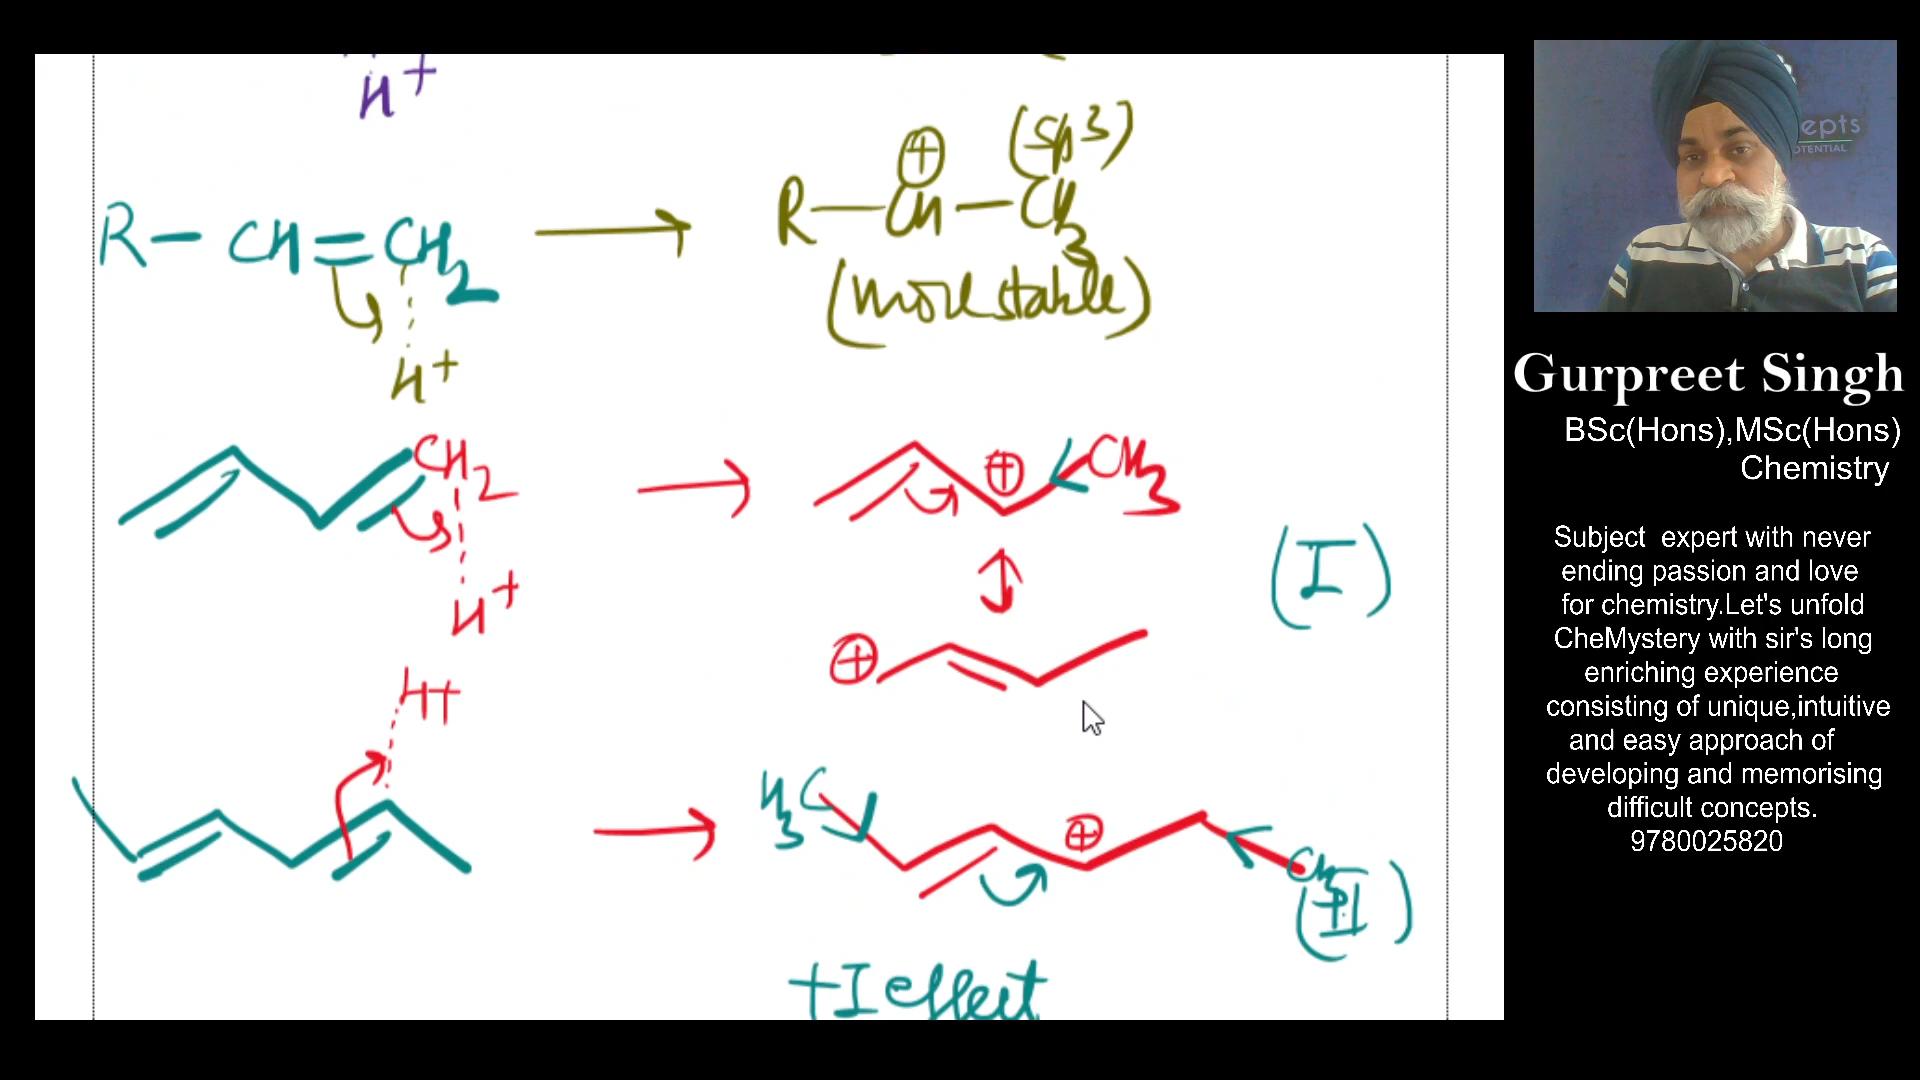 H+
R-CH=CH2
H+
R-CH-CH3
⊕
(sp3)
(more stable)
CH2
H+
⊕
CH3
(I)
⊕
H+
H3C
⊕
CH3
(II)
+I effect
epts
OTENTIAL
Gurpreet Singh
BSc(Hons),MSc(Hons)
Chemistry
Subject expert with never
ending passion and love
for chemistry.Let's unfold
CheMystery with sir's long
enriching experience
consisting of unique,intuitive
and easy approach of
developing and memorising
difficult concepts.
9780025820